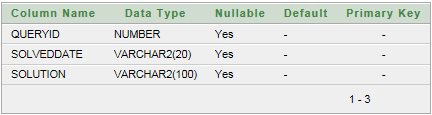 Column Name Data Type Nullable Default Primary Key
QUERYID NUMBER Yes - -
SOLVEDDATE VARCHAR2(20) Yes - -
SOLUTION VARCHAR2(100) Yes - -
1 - 3